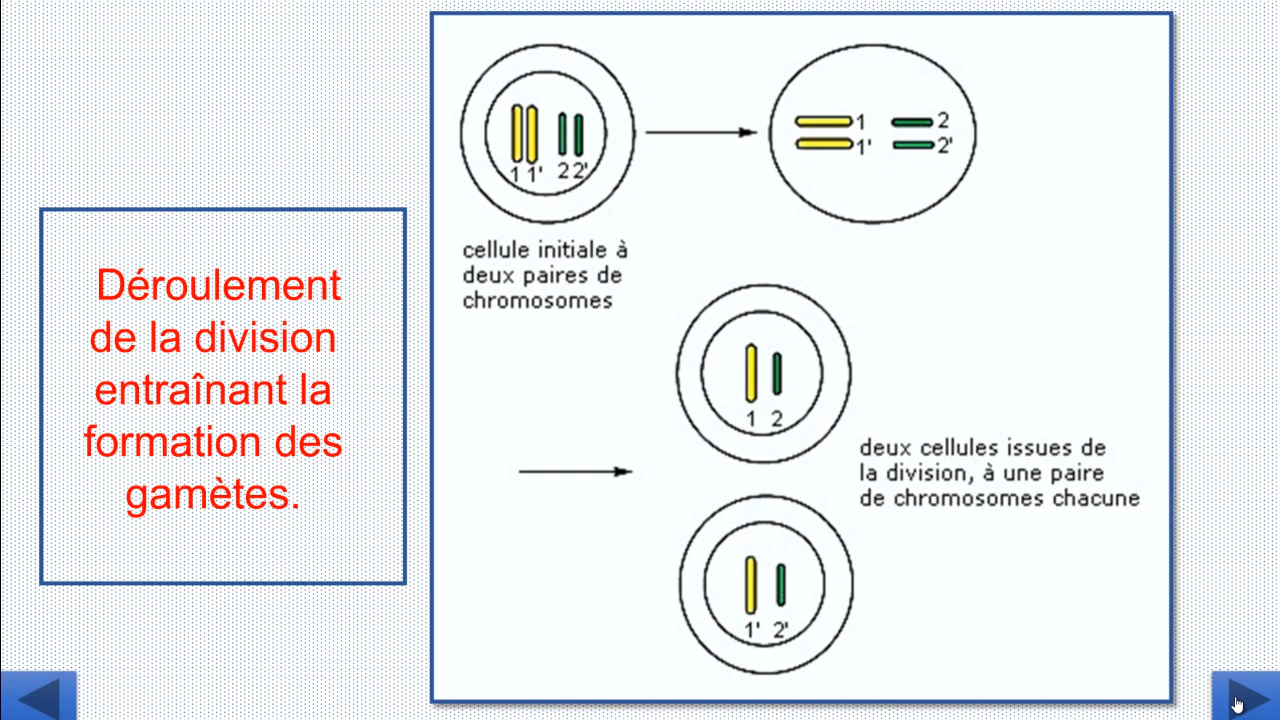 Déroulement
de la division
entraînant la
formation des
gamètes.
1 1' 2 2'
1 2
1' 2'
cellule initiale à
deux paires de
chromosomes
1 2
deux cellules issues de
la division, à une paire
de chromosomes chacune
1' 2'